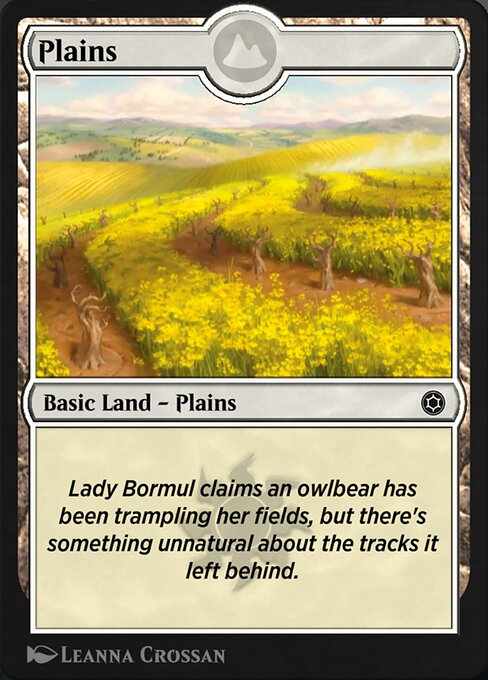 Plains
Basic Land – Plains
Lady Bormul claims an owlbear has
been trampling her fields, but there's
something unnatural about the tracks it
left behind.
Leanna Crossan